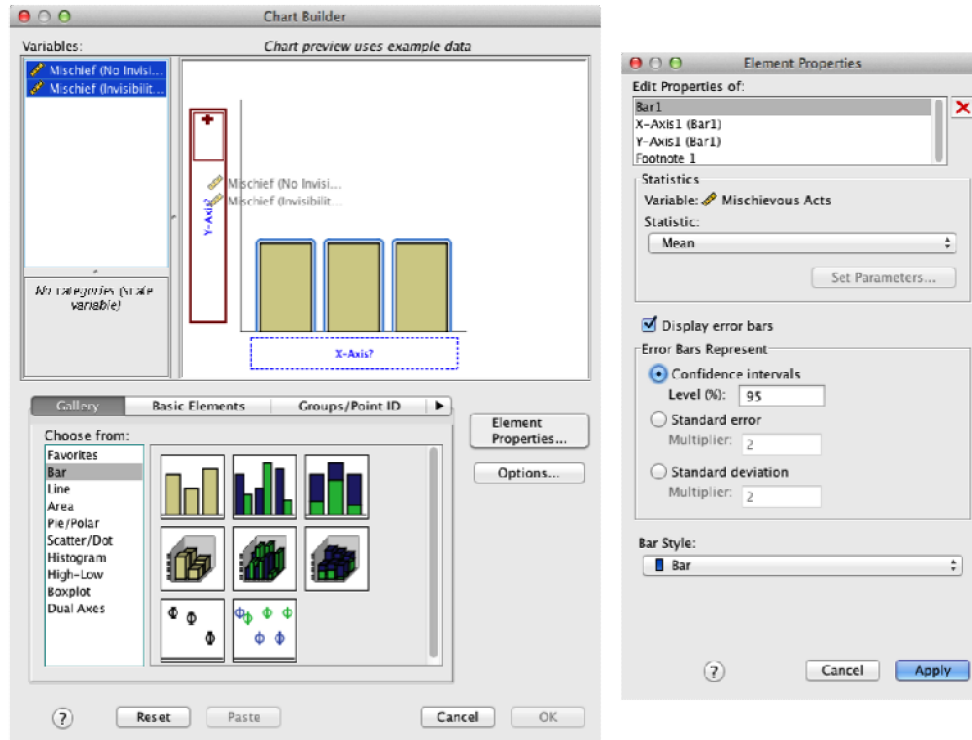 Chart Builder
Variables:
Chart preview uses example data
Mischief (No Invisi...
Mischief (Invisibilit...
Mischief (No Invisi...
Mischief (Invisibilit...
Y-Axis?
No categories (scale
variable)
X-Axis?
Gallery
Basic Elements
Groups/Point ID
Element
Properties...
Options...
Choose from:
Favorites
Bar
Line
Area
Pie/Polar
Scatter/Dot
Histogram
High-Low
Boxplot
Dual Axes
?
Reset
Paste
Cancel
OK
Element Properties
Edit Properties of:
Bar1
X-Axis1 (Bar1)
Y-Axis1 (Bar1)
Footnote 1
Statistics
Variable: Mischievous Acts
Statistic:
Mean
Set Parameters...
Display error bars
Error Bars Represent
Confidence intervals
Level (%): 95
Standard error
Multiplier: 2
Standard deviation
Multiplier: 2
Bar Style:
Bar
?
Cancel
Apply